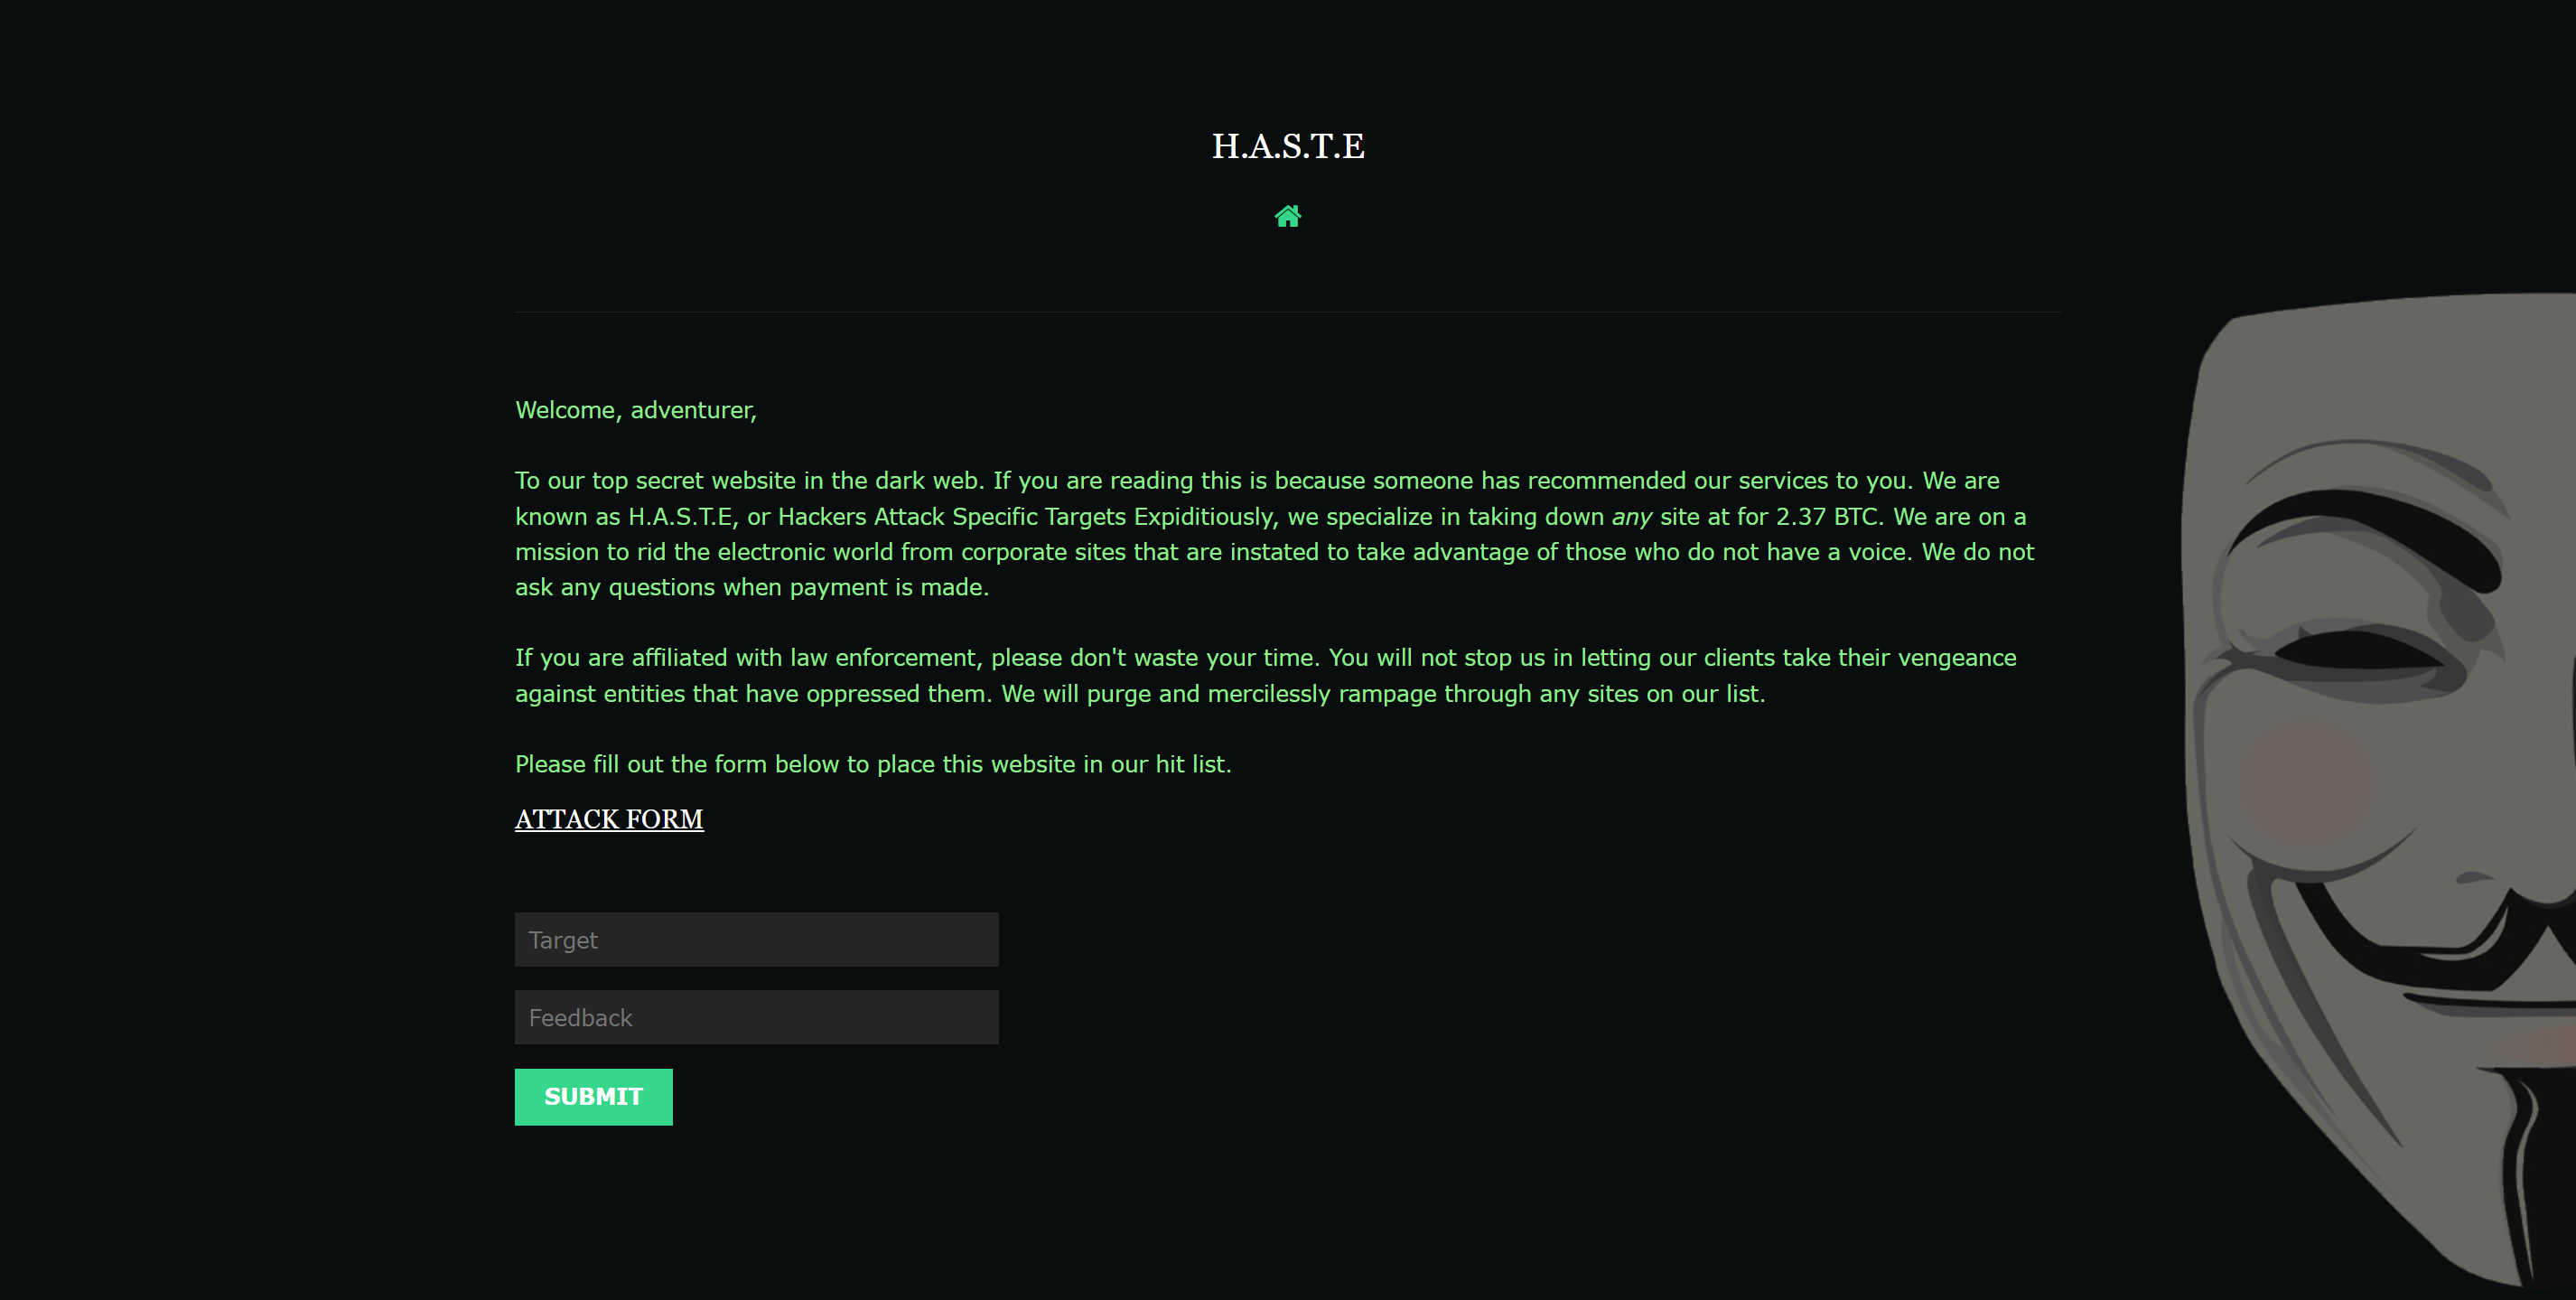 H.A.S.T.E
Welcome, adventurer,
To our top secret website in the dark web. If you are reading this is because someone has recommended our services to you. We are
known as H.A.S.T.E, or Hackers Attack Specific Targets Expiditiously, we specialize in taking down any site at for 2.37 BTC. We are on a
mission to rid the electronic world from corporate sites that are instated to take advantage of those who do not have a voice. We do not
ask any questions when payment is made.
If you are affiliated with law enforcement, please don't waste your time. You will not stop us in letting our clients take their vengeance
against entities that have oppressed them. We will purge and mercilessly rampage through any sites on our list.
Please fill out the form below to place this website in our hit list.
ATTACK FORM
Target
Feedback
SUBMIT